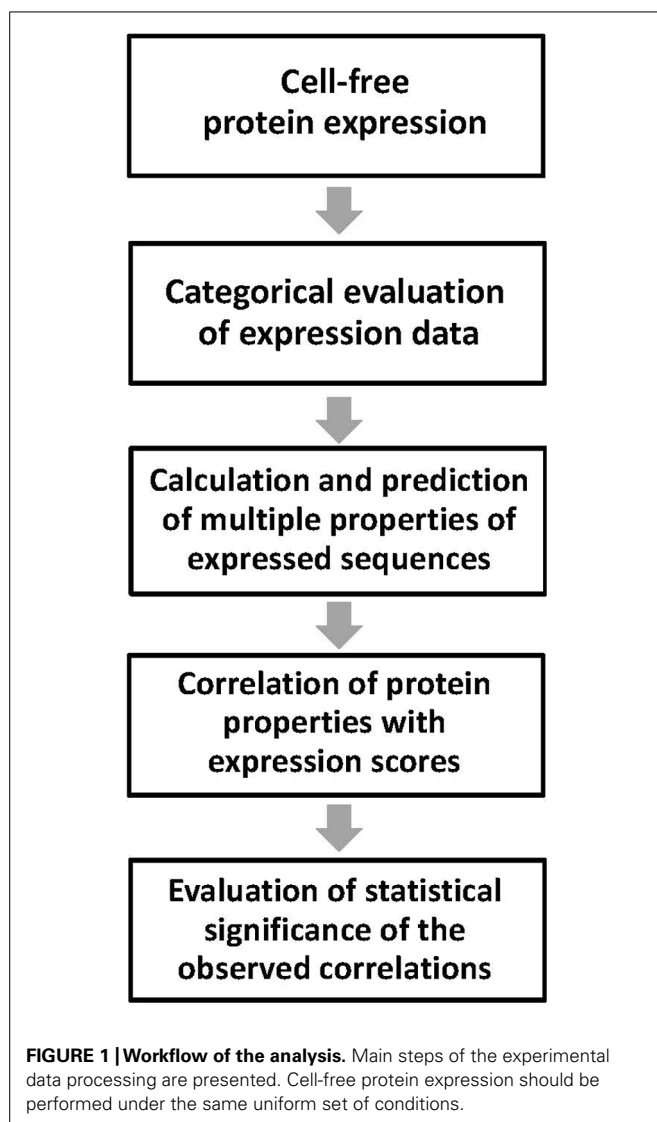 Cell-free
protein expression
Categorical evaluation
of expression data
Calculation and prediction
of multiple properties of
expressed sequences
Correlation of protein
properties with
expression scores
Evaluation of statistical
significance of the
observed correlations
FIGURE 1 | Workflow of the analysis. Main steps of the experimental
data processing are presented. Cell-free protein expression should be
performed under the same uniform set of conditions.